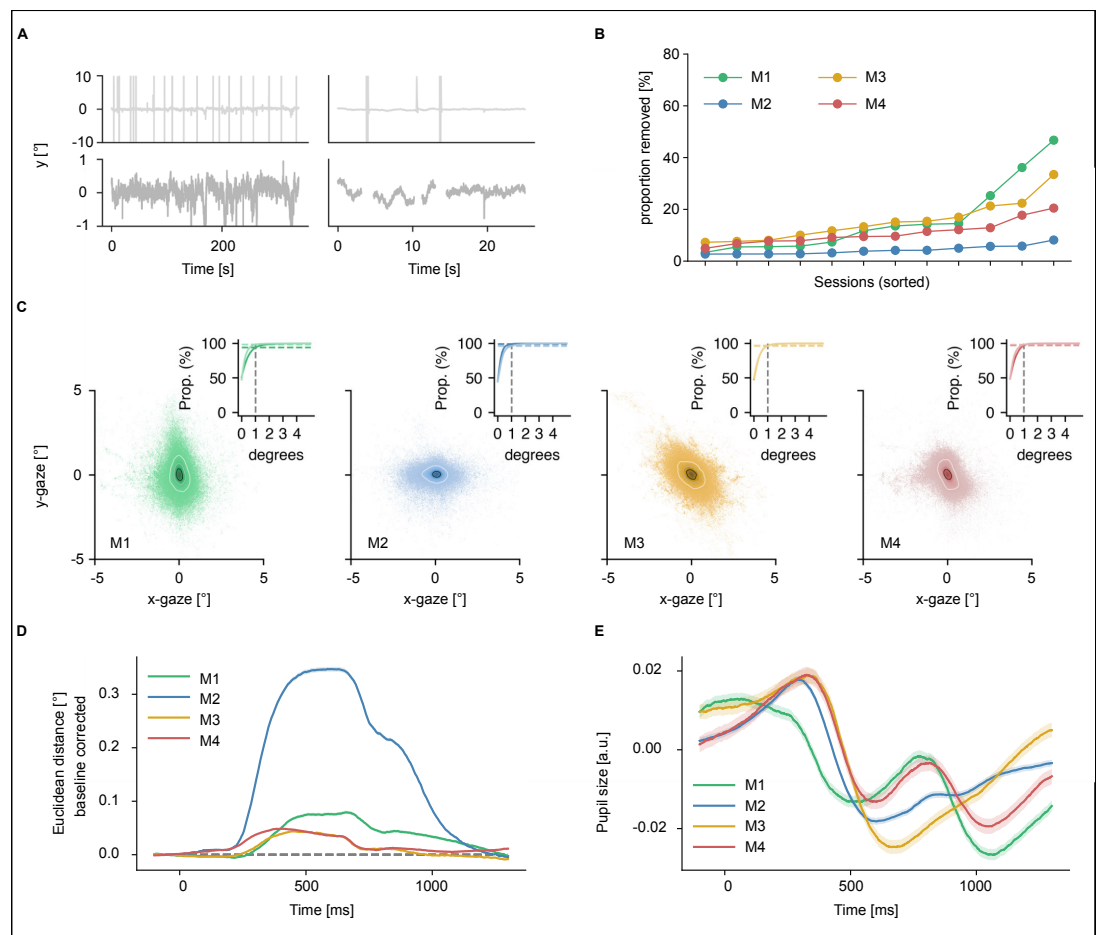 A
10
0
-10
y [°]
1
0
-1
0
200
0
10
20
Time [s]
Time [s]
B
80
60
40
20
0
proportion removed [%]
M1
M2
M3
M4
Sessions (sorted)
C
100
50
0
Prop. (%)
0 1 2 3 4
degrees
5
0
-5
y-gaze [°]
M1
-5
0
5
x-gaze [°]
100
50
0
Prop. (%)
0 1 2 3 4
degrees
M2
-5
0
5
x-gaze [°]
100
50
0
Prop. (%)
0 1 2 3 4
degrees
M3
-5
0
5
x-gaze [°]
100
50
0
Prop. (%)
0 1 2 3 4
degrees
M4
-5
0
5
x-gaze [°]
D
0.3
0.2
0.1
0.0
Euclidean distance [°]
baseline corrected
M1
M2
M3
M4
0
500
1000
Time [ms]
E
0.02
0.00
-0.02
Pupil size [a.u.]
M1
M2
M3
M4
0
500
1000
Time [ms]